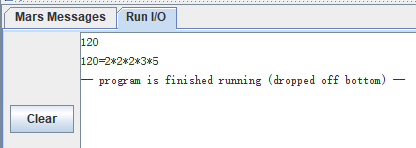 Mars Messages Run I/O
120
120=2*2*2*3*5
-- program is finished running (dropped off bottom) --
Clear